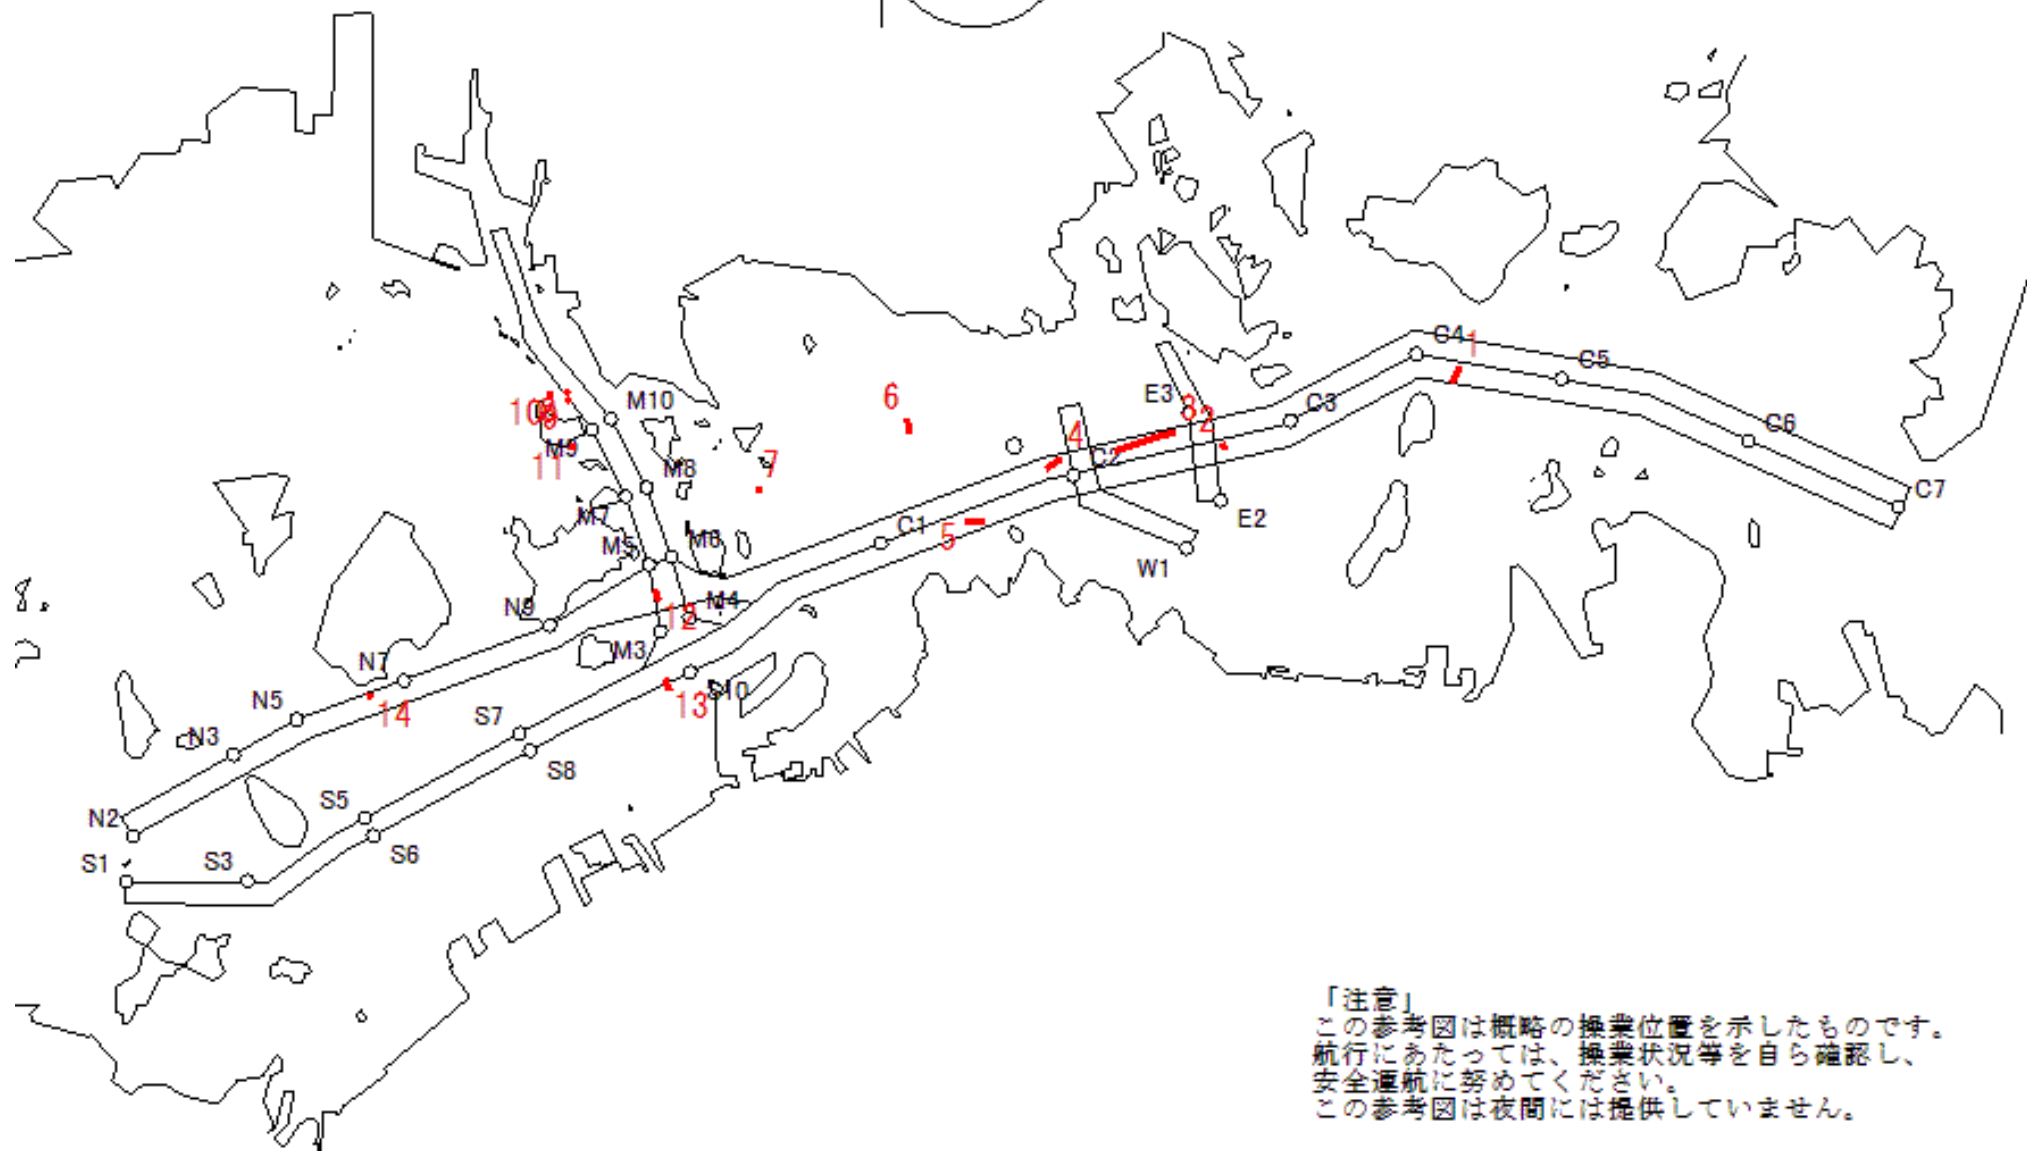 C4
1
C5
6
E3
3
2
C3
M10
10
9
C6
4
M9
C2
11
M8
7
C7
M7
E2
C1
5
M5
M6
W1
N9
M4
12
M3
N7
S10
13
N5
14
S7
N3
S8
S5
N2
S6
S1
S3
「注意」
この参考図は概略の操業位置を示したものです。
航行にあたっては、操業状況等を自ら確認し、
安全運航に努めてください。
この参考図は夜間には提供していません。